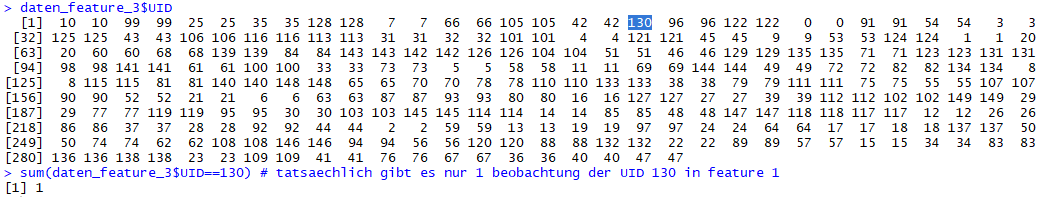 > daten_feature_3$UID
[1] 10 10 99 99 25 25 35 35 128 128 7 7 66 66 105 105 42 42 130 96 96 122 122 0 0 91 91 54 54 3 3
[32] 125 125 43 43 106 106 116 116 113 113 31 31 32 32 101 101 4 4 121 121 45 45 9 9 53 53 124 124 1 1 20
[63] 20 60 60 68 68 139 139 84 84 143 143 142 142 126 126 104 104 51 51 46 46 129 129 135 135 71 71 123 123 131 131
[94] 98 98 141 141 61 61 100 100 33 33 73 73 5 5 58 58 11 11 69 69 144 144 49 49 72 72 82 82 134 134 8
[125] 8 115 115 81 81 140 140 148 148 65 65 70 70 78 78 110 110 133 133 38 38 79 79 111 111 75 75 55 55 107 107
[156] 90 90 52 52 21 21 6 6 63 63 87 87 93 93 80 80 16 16 127 127 27 27 39 39 112 112 102 102 149 149 29
[187] 29 77 77 119 119 95 95 30 30 103 103 145 145 114 114 14 14 85 85 48 48 147 147 118 118 117 117 12 12 26 26
[218] 86 86 37 37 28 28 92 92 44 44 2 2 59 59 13 13 19 19 97 97 24 24 64 64 17 17 18 18 137 137 50
[249] 50 74 74 62 62 108 108 146 146 94 94 56 56 120 120 88 88 132 132 22 22 89 89 57 57 15 15 34 34 83 83
[280] 136 136 138 138 23 23 109 109 41 41 76 76 67 67 36 36 40 40 47 47
> sum(daten_feature_3$UID==130) # tatsaechlich gibt es nur 1 beobachtung der UID 130 in feature 1
[1] 1